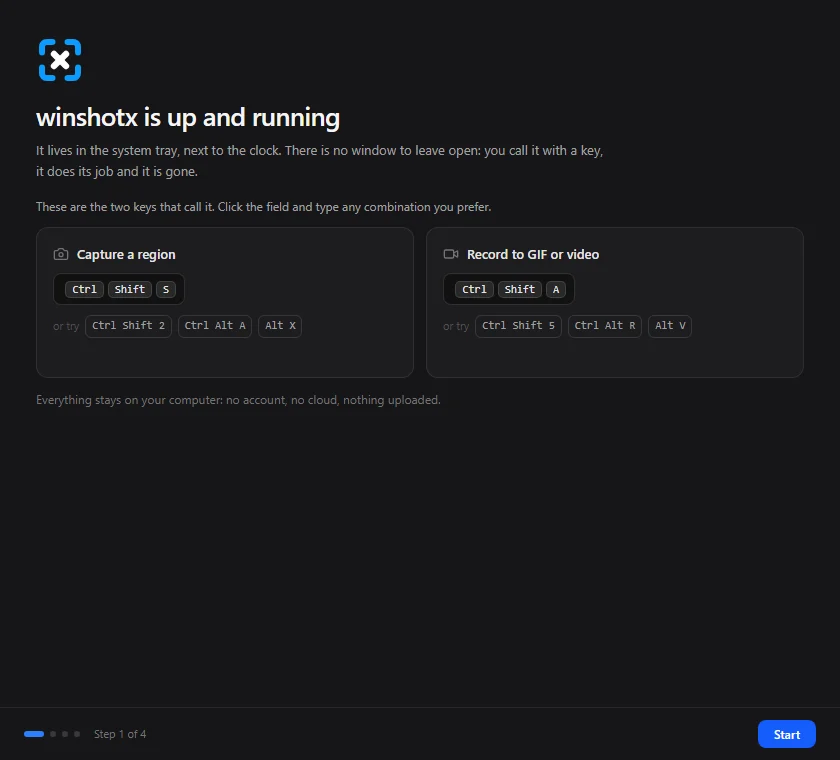 winshotx is up and running
It lives in the system tray, next to the clock. There is no window to leave open: you call it with a key,
it does its job and it is gone.
These are the two keys that call it. Click the field and type any combination you prefer.
Capture a region
Ctrl Shift S
or try Ctrl Shift 2 Ctrl Alt A Alt X
Record to GIF or video
Ctrl Shift A
or try Ctrl Shift 5 Ctrl Alt R Alt V
Everything stays on your computer: no account, no cloud, nothing uploaded.
Step 1 of 4
Start